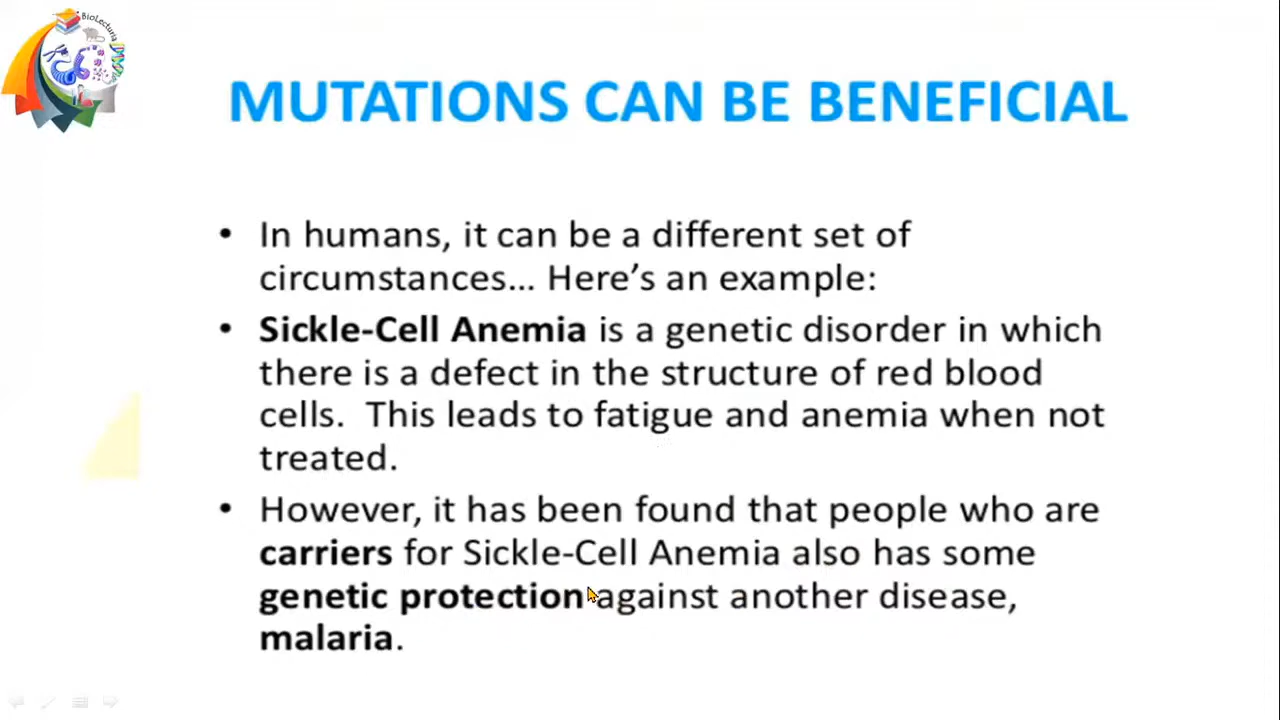 BioLecturia
MUTATIONS CAN BE BENEFICIAL
• In humans, it can be a different set of
circumstances... Here's an example:
• Sickle-Cell Anemia is a genetic disorder in which
there is a defect in the structure of red blood
cells.  This leads to fatigue and anemia when not
treated.
• However, it has been found that people who are
carriers for Sickle-Cell Anemia also has some
genetic protection against another disease,
malaria.